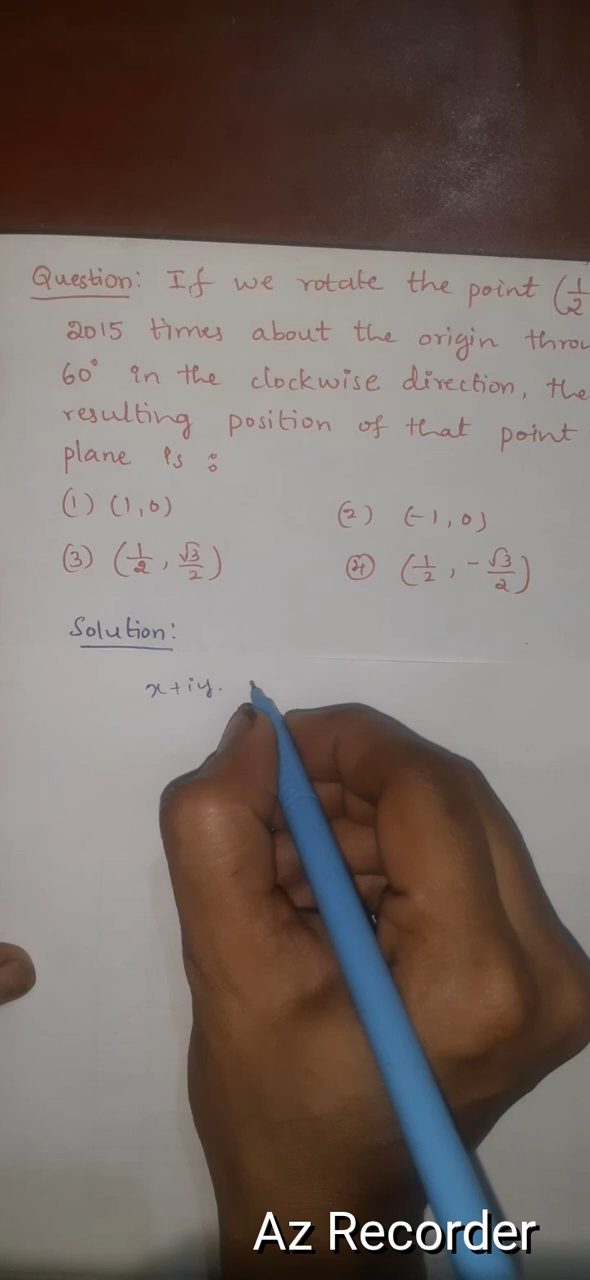 Question: If we rotate the point (1/2
2015 times about the origin throu
60° in the clockwise direction, the
resulting position of that point
plane is :
(1) (1,0) (2) (-1,0)
(3) (1/2, √3/2) (4) (1/2, -√3/2)
Solution:
x+iy.
Az Recorder